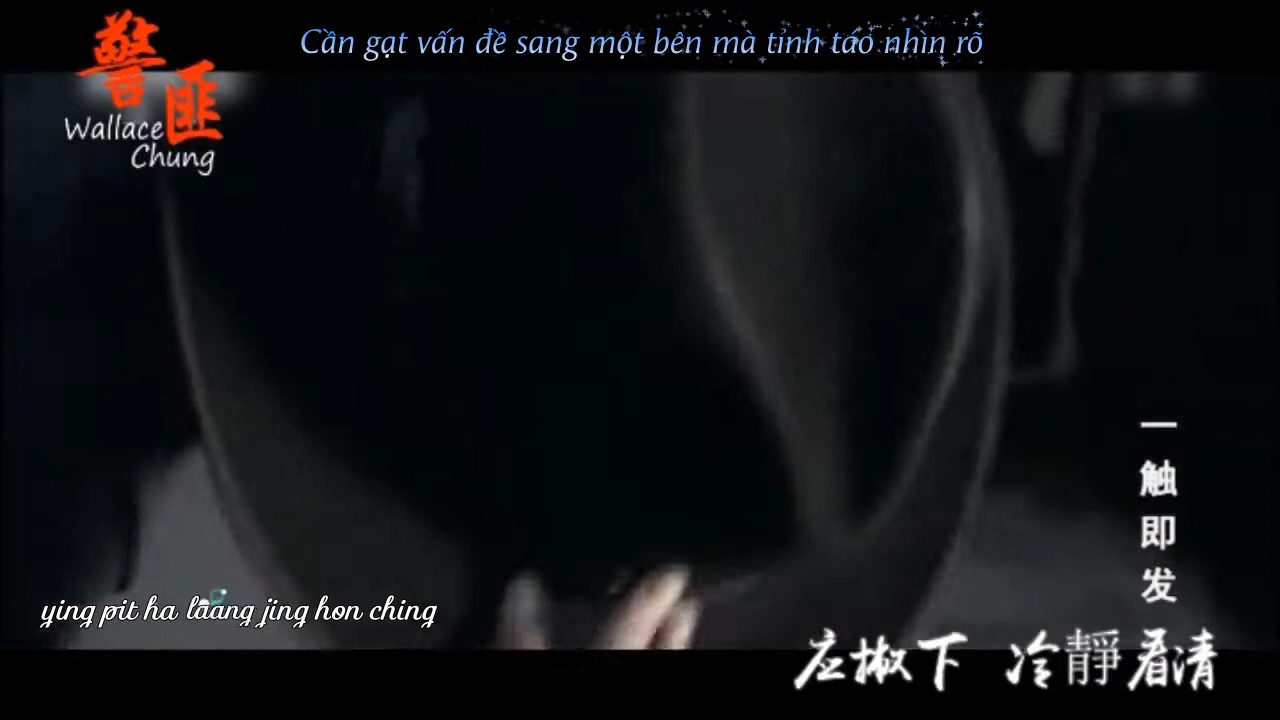 Cần gạt vấn đề sang một bên mà tỉnh táo nhìn rõ
警匪
Wallace
Chung
一触即发
ying pit ha laang jing hon ching
应撇下 冷靜看清